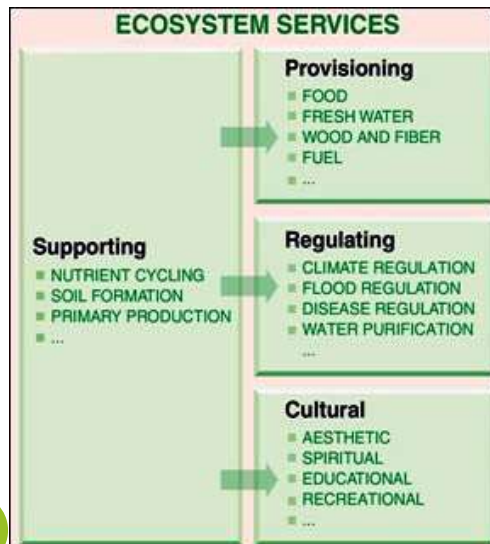 ECOSYSTEM SERVICES
Supporting
NUTRIENT CYCLING
SOIL FORMATION
PRIMARY PRODUCTION
...
Provisioning
FOOD
FRESH WATER
WOOD AND FIBER
FUEL
...
Regulating
CLIMATE REGULATION
FLOOD REGULATION
DISEASE REGULATION
WATER PURIFICATION
...
Cultural
AESTHETIC
SPIRITUAL
EDUCATIONAL
RECREATIONAL
...